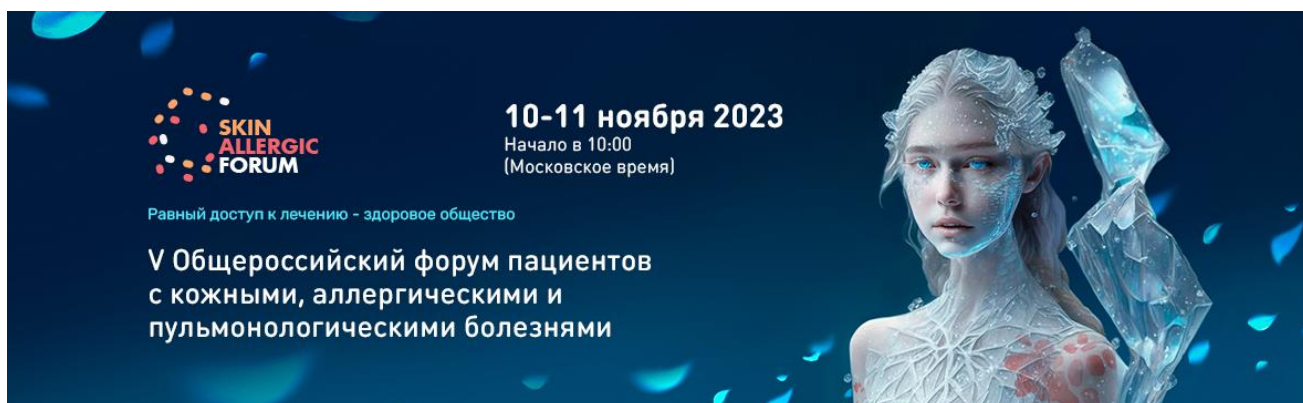 SKIN
ALLERGIC
FORUM
10-11 ноября 2023
Начало в 10:00
(Московское время)
Равный доступ к лечению - здоровое общество
V Общероссийский форум пациентов
с кожными, аллергическими и
пульмонологическими болезнями